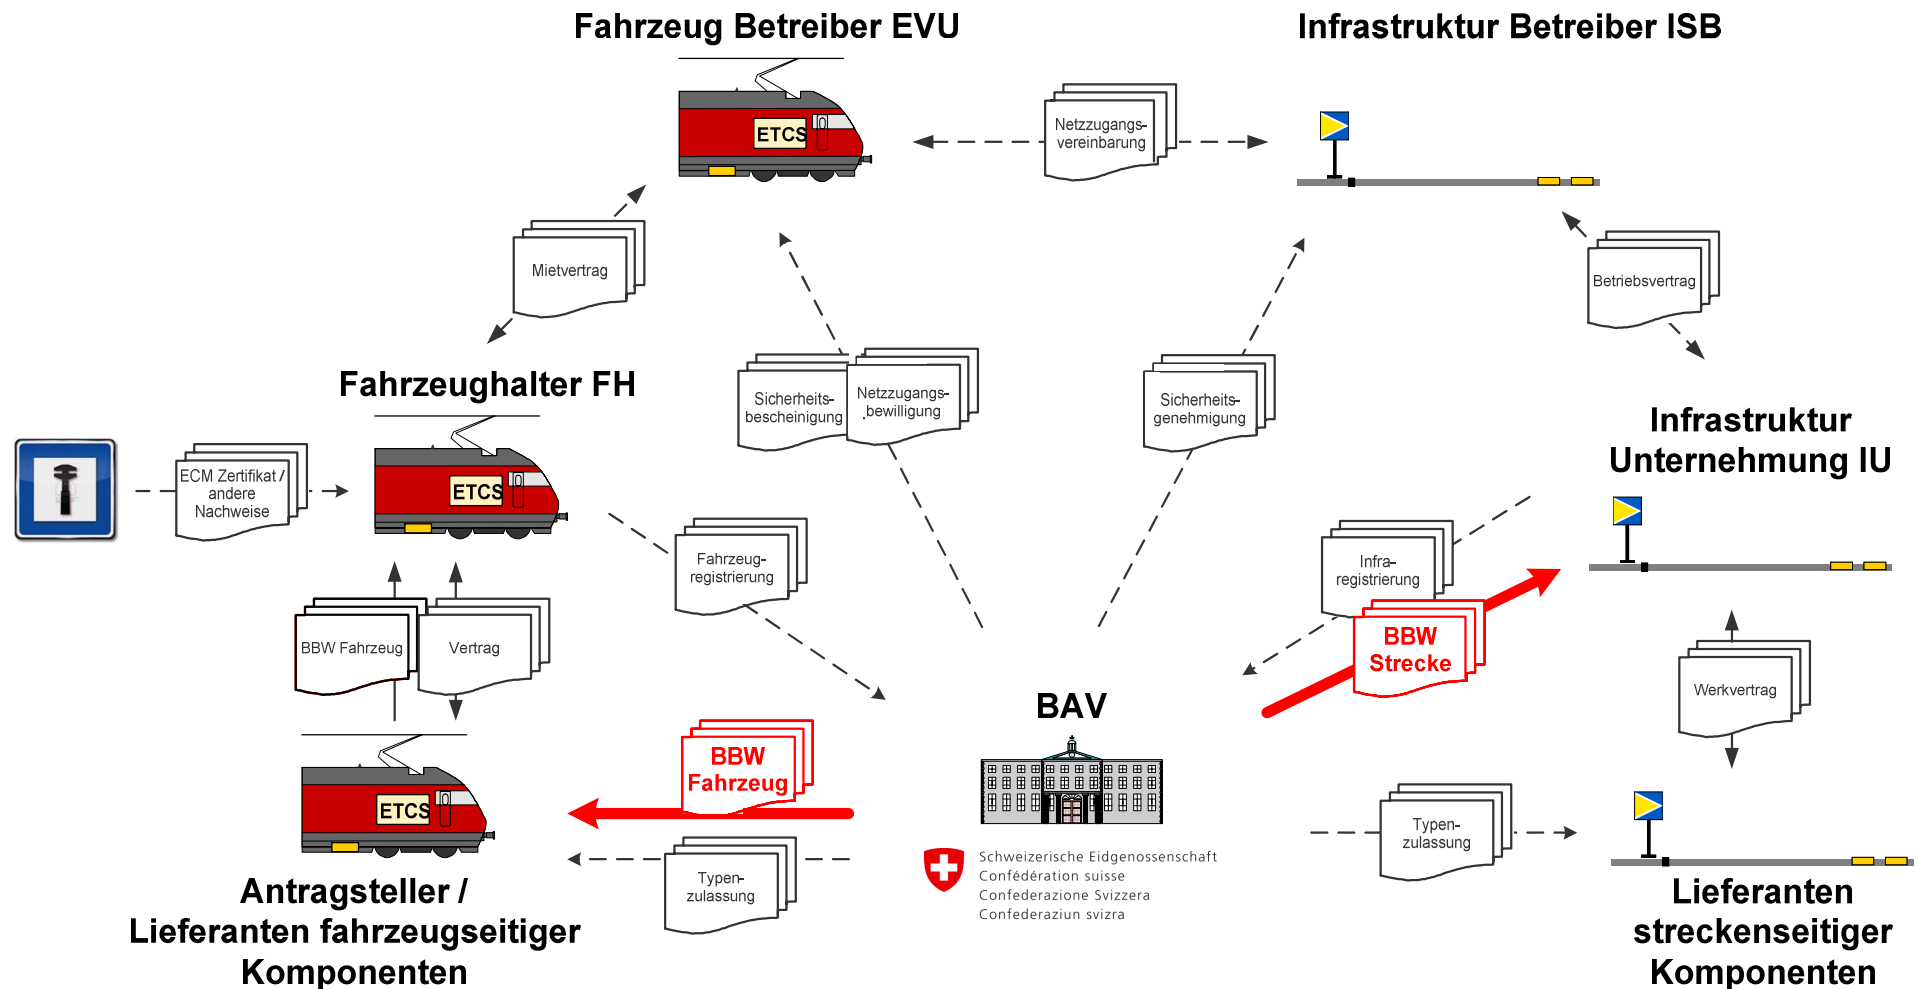 Fahrzeug Betreiber EVU
Infrastruktur Betreiber ISB
ETCS
Netzzugangs-
vereinbarung
Mietvertrag
Betriebsvertrag
Fahrzeughalter FH
Sicherheits-
bescheinigung
Netzzugangs-
bewilligung
Sicherheits-
genehmigung
Infrastruktur
Unternehmung IU
ECM Zertifikat /
andere
Nachweise
ETCS
Fahrzeug-
registrierung
Infra-
registrierung
BBW Fahrzeug
Vertrag
BBW
Strecke
Werkvertrag
BAV
BBW
Fahrzeug
ETCS
Typen-
zulassung
Typen-
zulassung
Schweizerische Eidgenossenschaft
Confédération suisse
Confederazione Svizzera
Confederaziun svizra
Antragsteller /
Lieferanten fahrzeugseitiger
Komponenten
Lieferanten
streckenseitiger
Komponenten